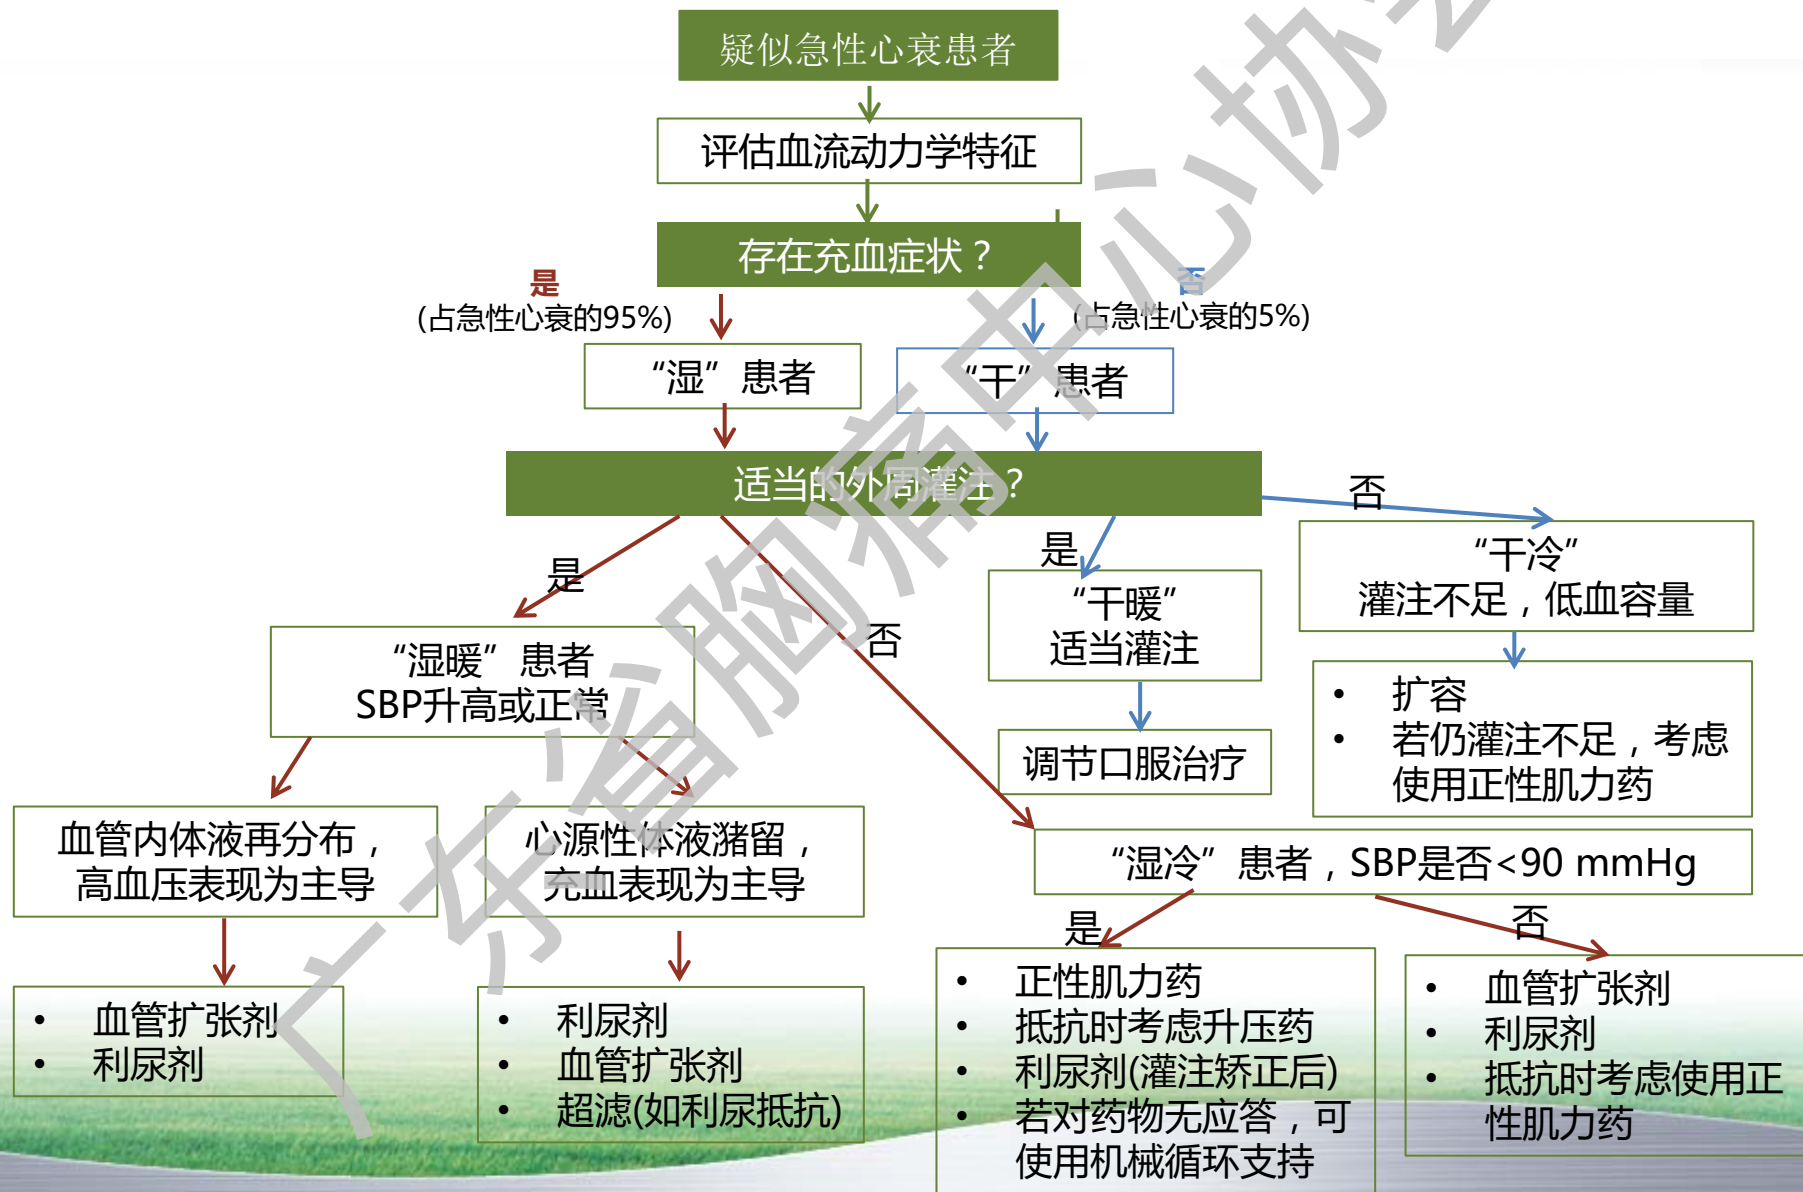 疑似急性心衰患者
评估血流动力学特征
存在充血症状？
是
(占急性心衰的95%)
否
(占急性心衰的5%)
“湿”患者
“干”患者
适当的外周灌注？
是
否
是
否
“湿暖”患者
SBP升高或正常
“干暖”
适当灌注
“干冷”
灌注不足，低血容量
调节口服治疗
• 扩容
• 若仍灌注不足，考虑
使用正性肌力药
血管内体液再分布，
高血压表现为主导
心源性体液潴留，
充血表现为主导
“湿冷”患者，SBP是否<90 mmHg
是
否
• 血管扩张剂
• 利尿剂
• 利尿剂
• 血管扩张剂
• 超滤(如利尿抵抗)
• 正性肌力药
• 抵抗时考虑升压药
• 利尿剂(灌注矫正后)
• 若对药物无应答，可
使用机械循环支持
• 血管扩张剂
• 利尿剂
• 抵抗时考虑使用正
性肌力药
广东省胸痛中心协会